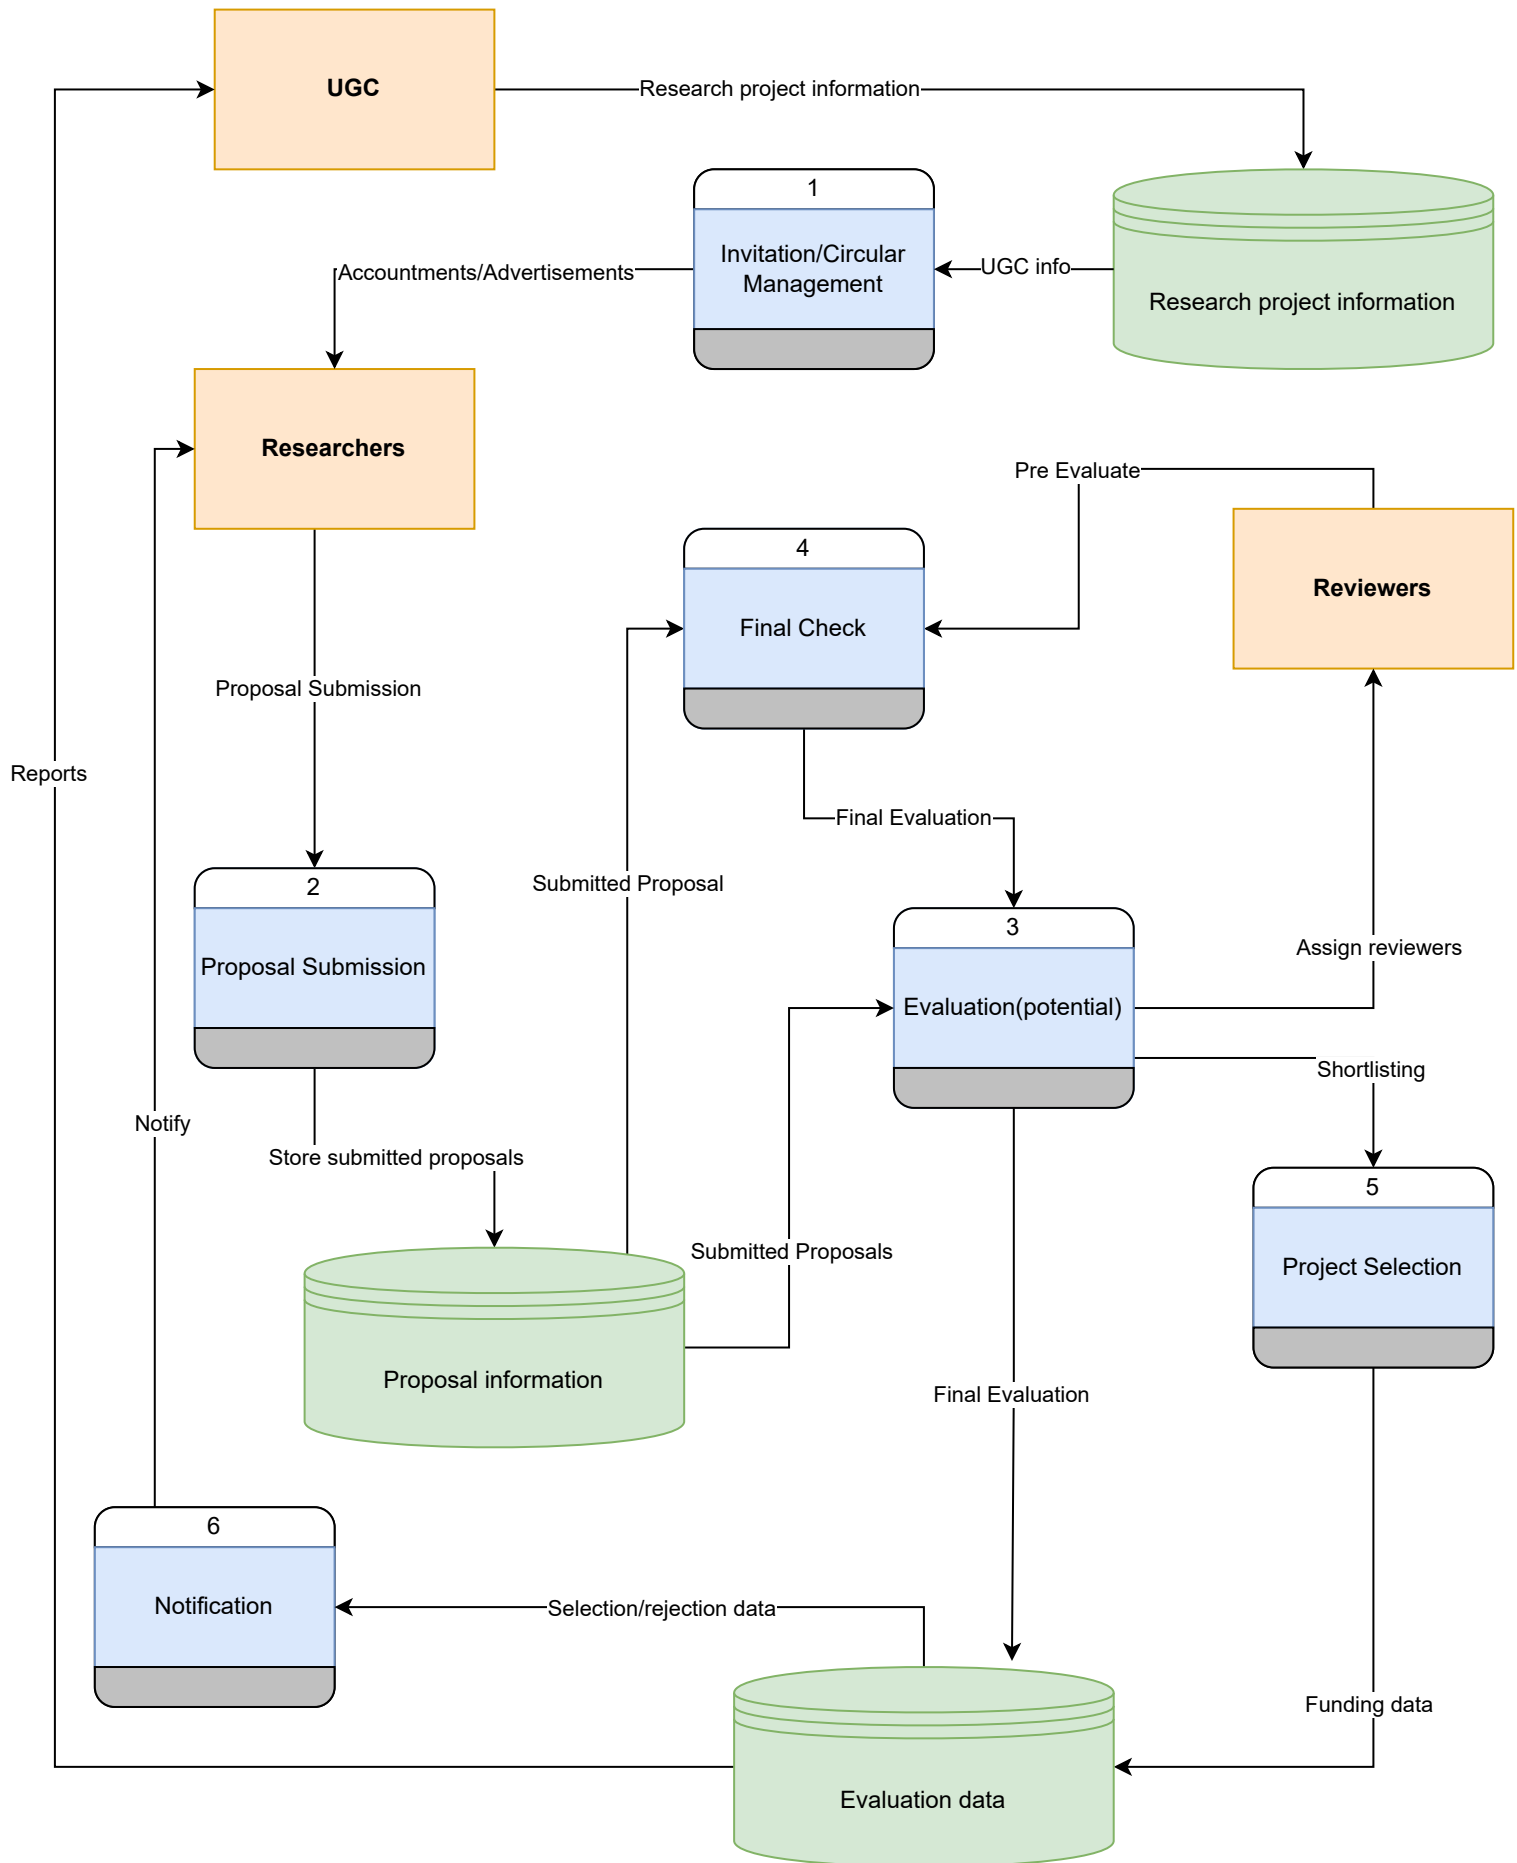 UGC
Research project information
1
Invitation/Circular
Management
UGC info
Research project information
Accountments/Advertisements
Researchers
Pre Evaluate
4
Final Check
Reviewers
Proposal Submission
Reports
Final Evaluation
2
Proposal Submission
Submitted Proposal
3
Evaluation(potential)
Assign reviewers
Shortlisting
Notify
Store submitted proposals
5
Project Selection
Submitted Proposals
Proposal information
Final Evaluation
6
Notification
Selection/rejection data
Funding data
Evaluation data